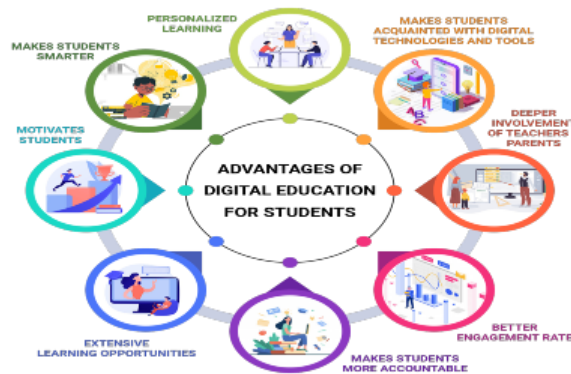 PERSONALIZED
LEARNING
MAKES STUDENTS
ACQUAINTED WITH DIGITAL
TECHNOLOGIES AND TOOLS
DEEPER
INVOLVEMENT
OF TEACHERS
PARENTS
BETTER
ENGAGEMENT RATE
MAKES STUDENTS
MORE ACCOUNTABLE
EXTENSIVE
LEARNING OPPORTUNITIES
MOTIVATES
STUDENTS
MAKES STUDENTS
SMARTER
ADVANTAGES OF
DIGITAL EDUCATION
FOR STUDENTS